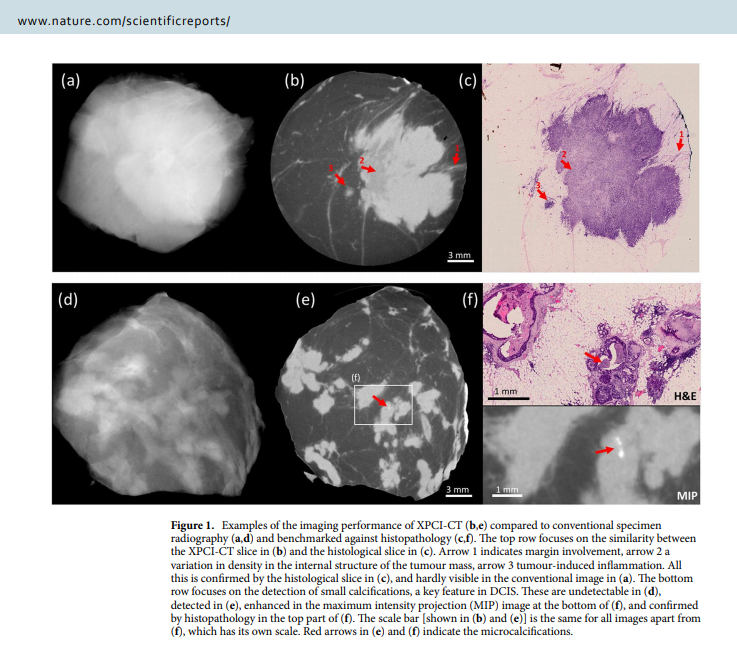 www.nature.com/scientificreports/
(a)
(b)
(c)
1
2
3
1
2
3
3 mm
(d)
(e)
(f)
(f)
1 mm
H&E
3 mm
1 mm
MIP
Figure 1. Examples of the imaging performance of XPCI-CT (b,e) compared to conventional specimen
radiography (a,d) and benchmarked against histopathology (c,f). The top row focuses on the similarity between
the XPCI-CT slice in (b) and the histological slice in (c). Arrow 1 indicates margin involvement, arrow 2 a
variation in density in the internal structure of the tumour mass, arrow 3 tumour-induced inflammation. All
this is confirmed by the histological slice in (c), and hardly visible in the conventional image in (a). The bottom
row focuses on the detection of small calcifications, a key feature in DCIS. These are undetectable in (d),
detected in (e), enhanced in the maximum intensity projection (MIP) image at the bottom of (f), and confirmed
by histopathology in the top part of (f). The scale bar [shown in (b) and (e)] is the same for all images apart from
(f), which has its own scale. Red arrows in (e) and (f) indicate the microcalcifications.